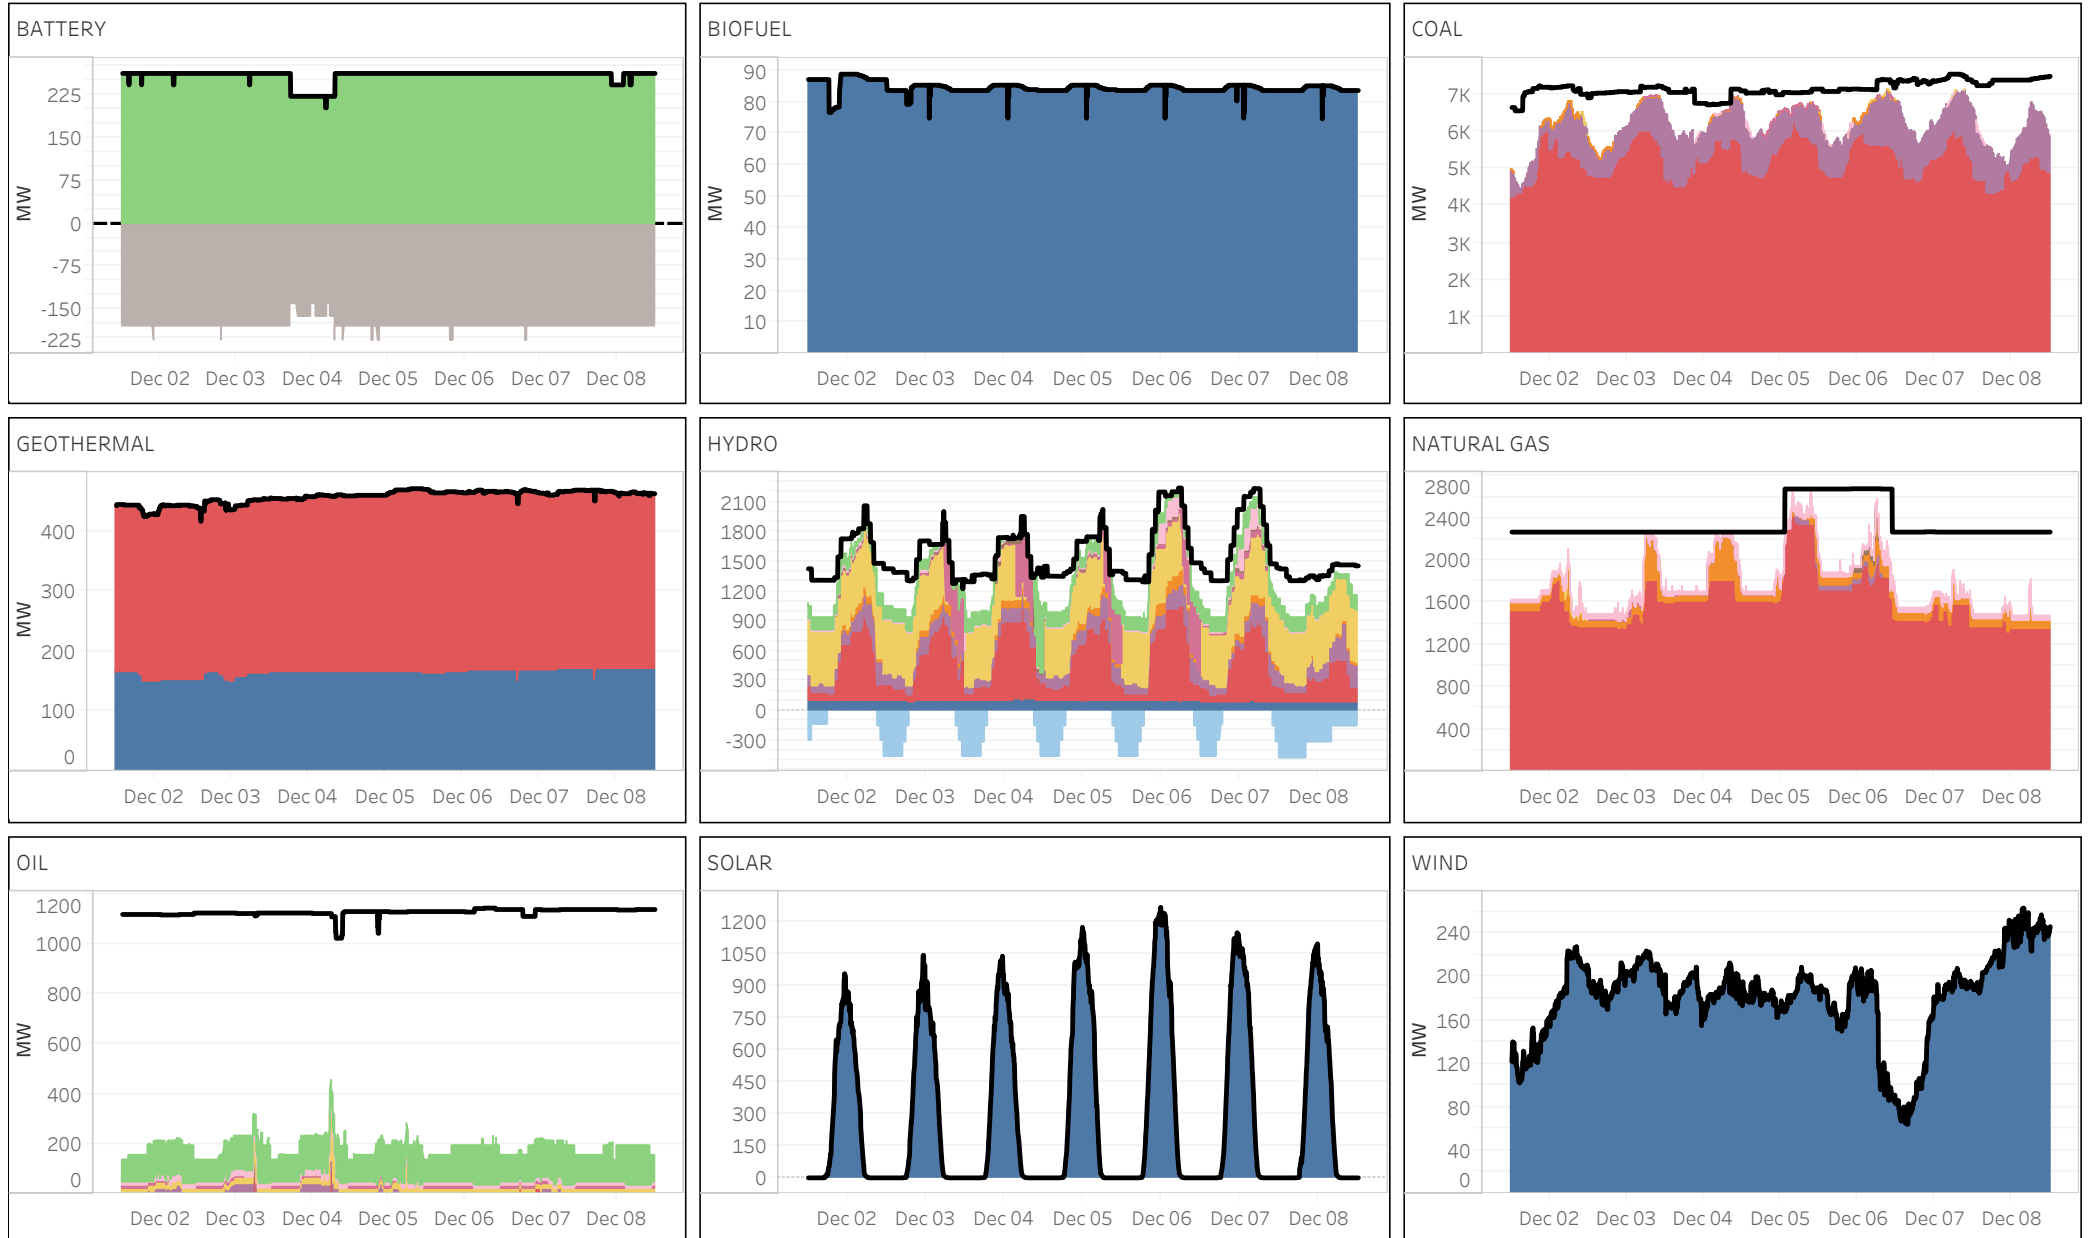 BATTERY
MW
225
150
75
0
-75
-150
-225
Dec 02 Dec 03 Dec 04 Dec 05 Dec 06 Dec 07 Dec 08
BIOFUEL
MW
90
80
70
60
50
40
30
20
10
Dec 02 Dec 03 Dec 04 Dec 05 Dec 06 Dec 07 Dec 08
COAL
MW
7K
6K
5K
4K
3K
2K
1K
Dec 02 Dec 03 Dec 04 Dec 05 Dec 06 Dec 07 Dec 08
GEOTHERMAL
MW
400
300
200
100
0
Dec 02 Dec 03 Dec 04 Dec 05 Dec 06 Dec 07 Dec 08
HYDRO
2100
1800
1500
1200
900
600
300
0
-300
Dec 02 Dec 03 Dec 04 Dec 05 Dec 06 Dec 07 Dec 08
NATURAL GAS
2800
2400
2000
1600
1200
800
400
Dec 02 Dec 03 Dec 04 Dec 05 Dec 06 Dec 07 Dec 08
OIL
MW
1200
1000
800
600
400
200
0
Dec 02 Dec 03 Dec 04 Dec 05 Dec 06 Dec 07 Dec 08
SOLAR
1200
1050
900
750
600
450
300
150
0
Dec 02 Dec 03 Dec 04 Dec 05 Dec 06 Dec 07 Dec 08
WIND
MW
240
200
160
120
80
40
0
Dec 02 Dec 03 Dec 04 Dec 05 Dec 06 Dec 07 Dec 08